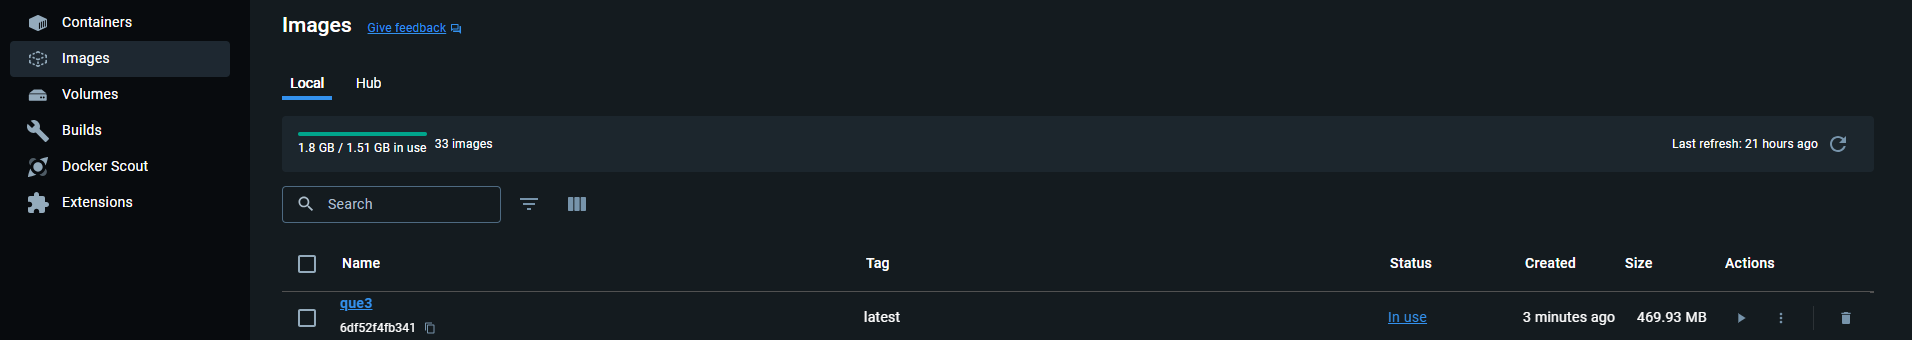 Containers
Images
Volumes
Builds
Docker Scout
Extensions
Images Give feedback
Local Hub
1.8 GB / 1.51 GB in use 33 images Last refresh: 21 hours ago
Search
Name Tag Status Created Size Actions
que3
6df52f4fb341
latest In use 3 minutes ago 469.93 MB